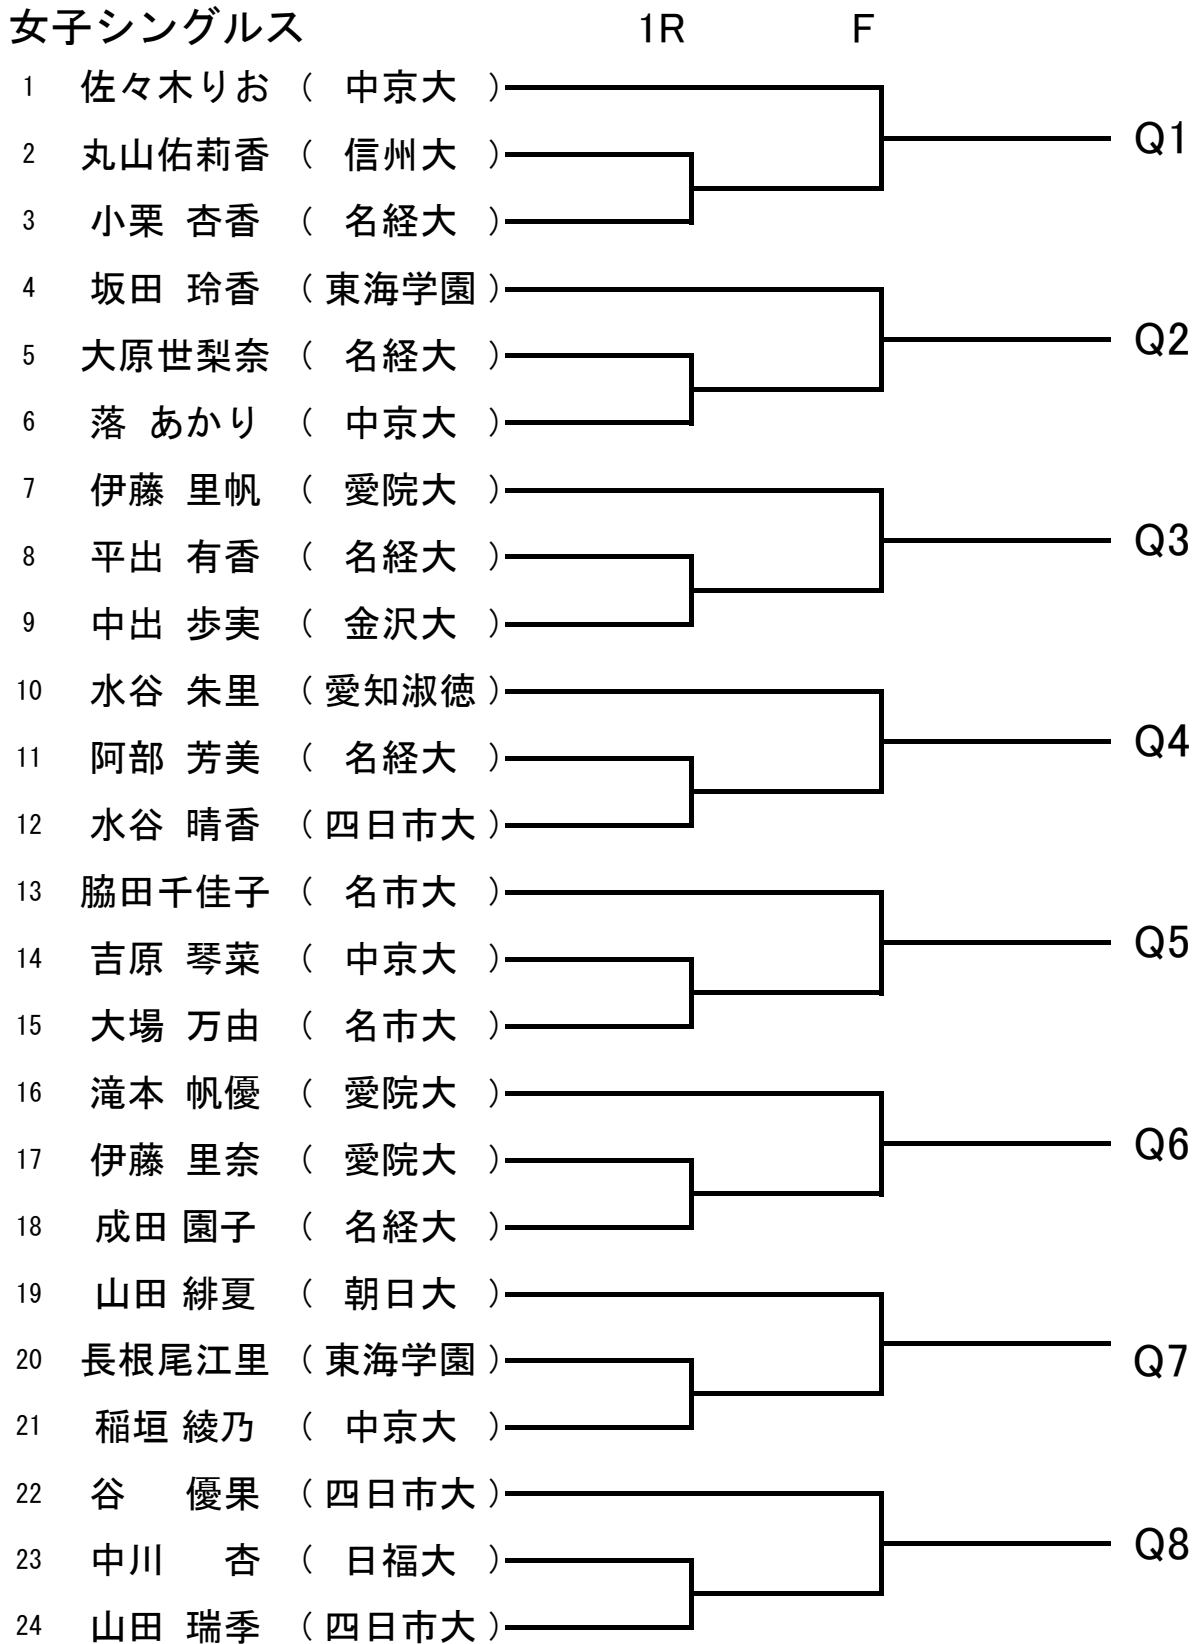 女子シングルス 1R F
1 佐々木りお ( 中京大 )
Q1
2 丸山佑莉香 ( 信州大 )
3 小栗 杏香 ( 名経大 )
4 坂田 玲香 ( 東海学園 )
Q2
5 大原世梨奈 ( 名経大 )
6 落 あかり ( 中京大 )
7 伊藤 里帆 ( 愛院大 )
Q3
8 平出 有香 ( 名経大 )
9 中出 歩実 ( 金沢大 )
10 水谷 朱里 ( 愛知淑徳 )
Q4
11 阿部 芳美 ( 名経大 )
12 水谷 晴香 ( 四日市大 )
13 脇田千佳子 ( 名市大 )
Q5
14 吉原 琴菜 ( 中京大 )
15 大場 万由 ( 名市大 )
16 滝本 帆優 ( 愛院大 )
Q6
17 伊藤 里奈 ( 愛院大 )
18 成田 園子 ( 名経大 )
19 山田 緋夏 ( 朝日大 )
Q7
20 長根尾江里 ( 東海学園 )
21 稲垣 綾乃 ( 中京大 )
22 谷 優果 ( 四日市大 )
Q8
23 中川 杏 ( 日福大 )
24 山田 瑞季 ( 四日市大 )